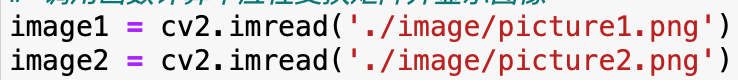 image1 = cv2.imread('./image/picture1.png')
image2 = cv2.imread('./image/picture2.png')